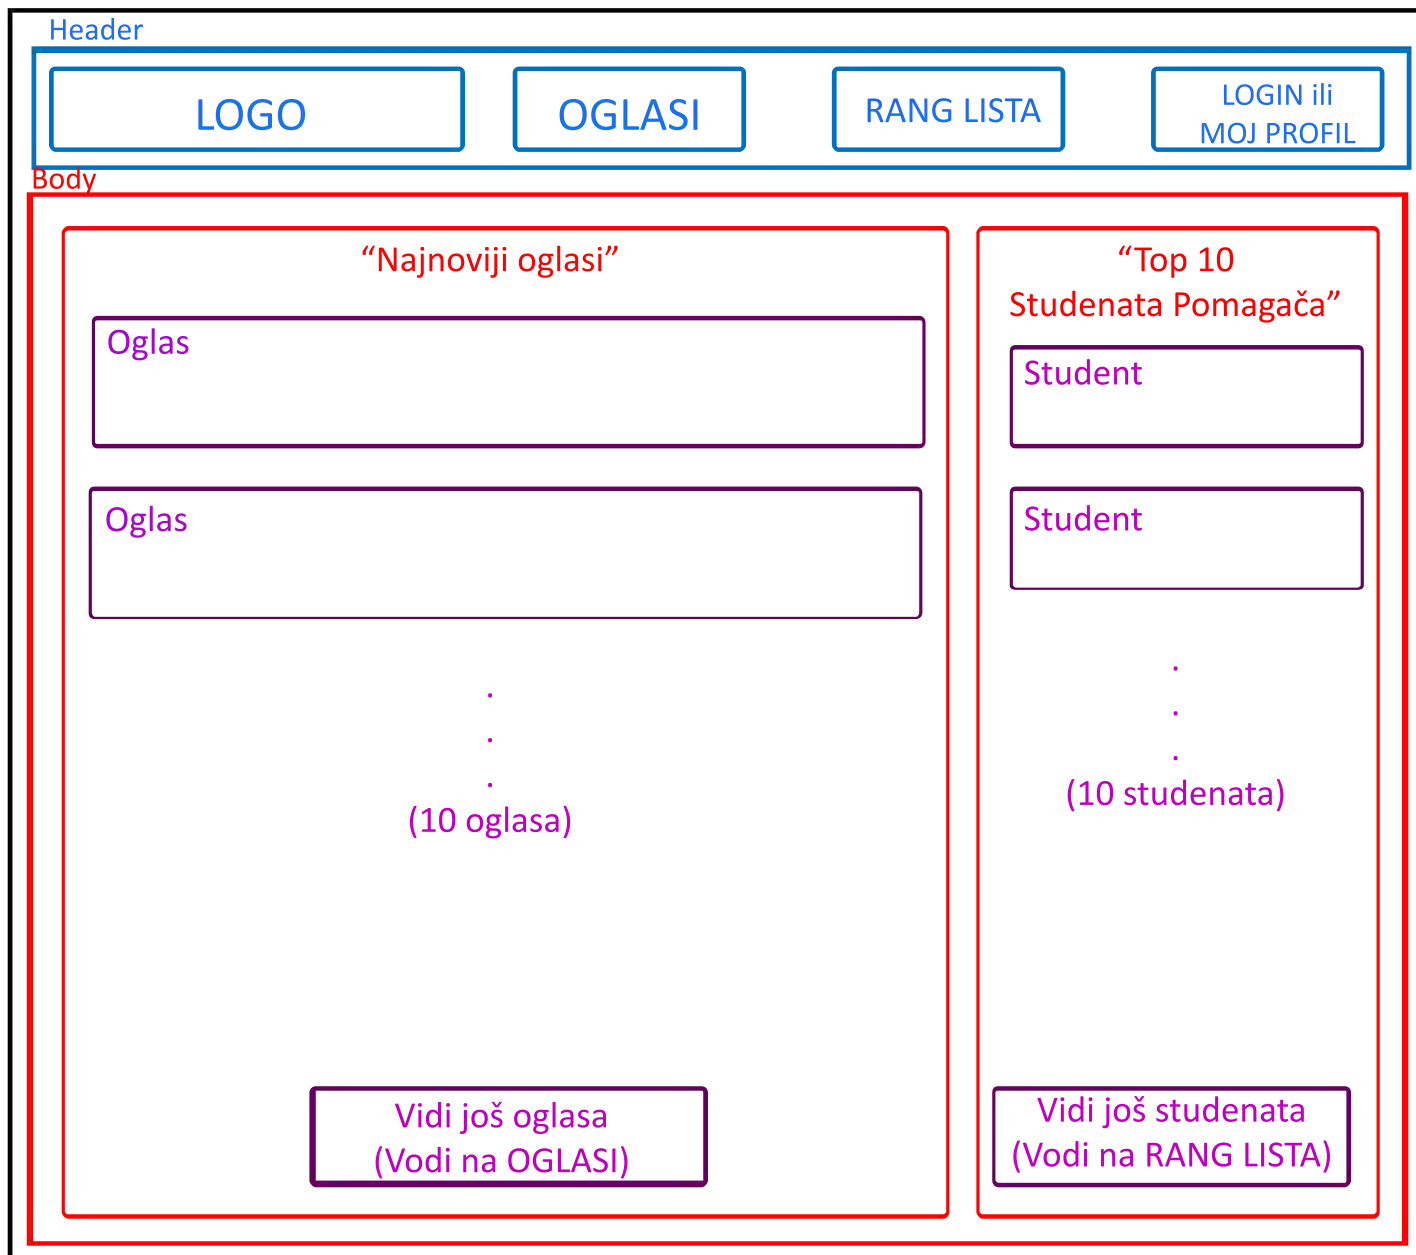 Header
LOGO
OGLASI
RANG LISTA
LOGIN ili
MOJ PROFIL
Body
“Najnoviji oglasi”
Oglas
Oglas
.
.
.
(10 oglasa)
Vidi još oglasa
(Vodi na OGLASI)
“Top 10
Studenata Pomagača”
Student
Student
.
.
.
(10 studenata)
Vidi još studenata
(Vodi na RANG LISTA)